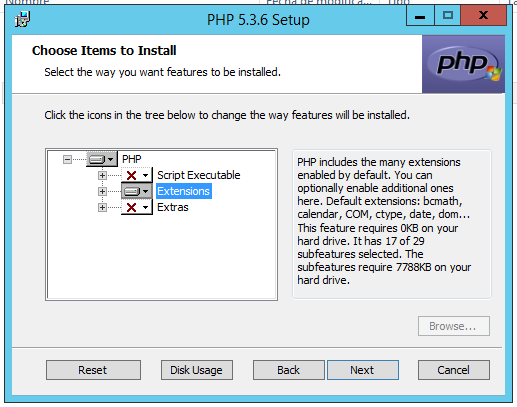 Nombre
Fecha de modifica...
Tipo
PHP 5.3.6 Setup
Choose Items to Install
Select the way you want features to be installed.
php
Click the icons in the tree below to change the way features will be installed.
PHP
Script Executable
Extensions
Extras
PHP includes the many extensions
enabled by default. You can
optionally enable additional ones
here. Default extensions: bcmath,
calendar, COM, ctype, date, dom...
This feature requires 0KB on your
hard drive. It has 17 of 29
subfeatures selected. The
subfeatures require 7788KB on your
hard drive.
Browse...
Reset
Disk Usage
Back
Next
Cancel